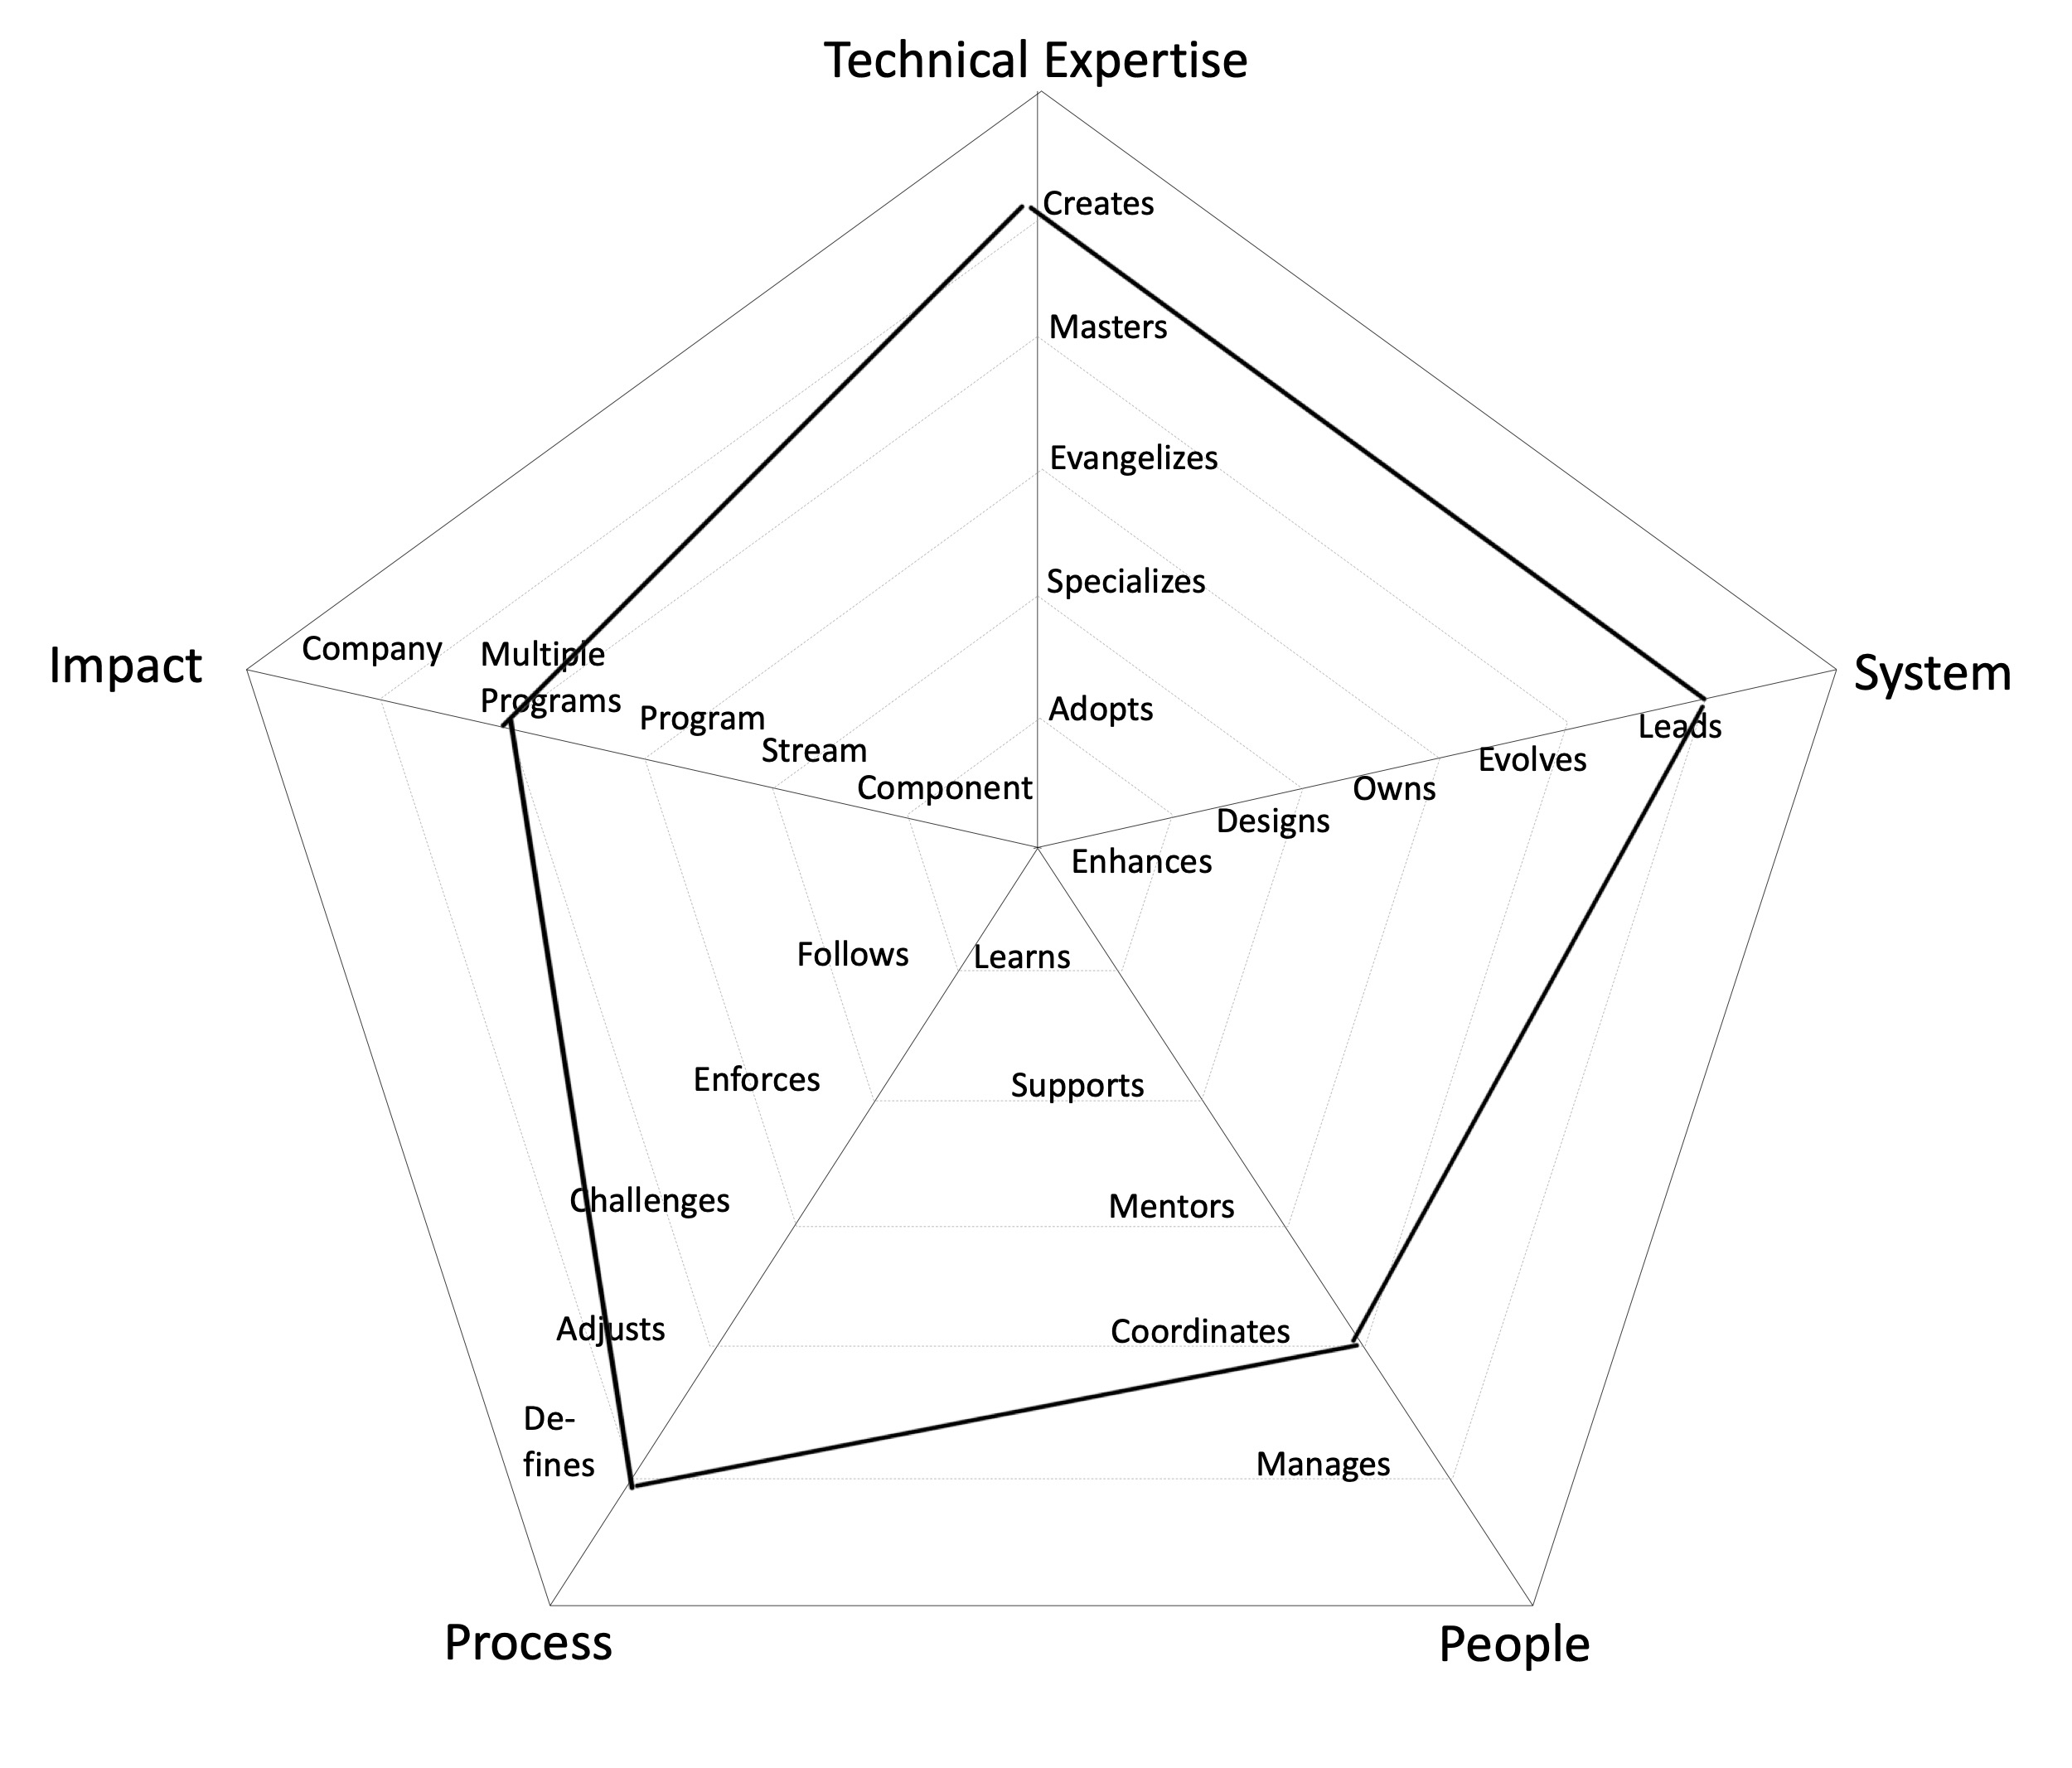 Technical Expertise
Creates
Masters
Evangelizes
Specializes
Adopts
Impact
Company
Multiple
Programs
Program
Stream
Component
System
Leads
Evolves
Owns
Designs
Enhances
Follows
Enforces
Challenges
Adjusts
De-
fines
Process
Learns
Supports
Mentors
Coordinates
Manages
People